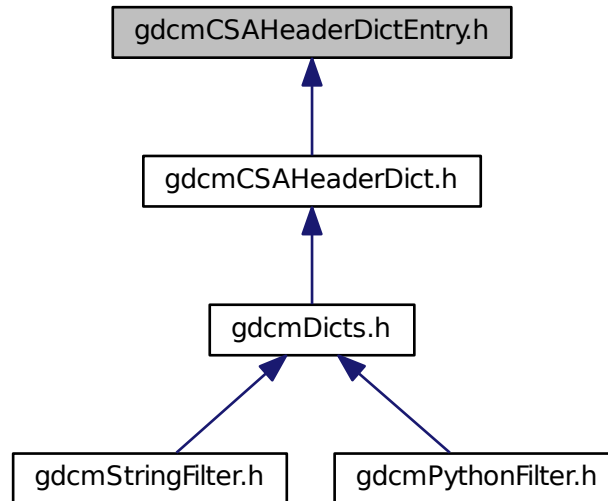 gdcmCSAHeaderDictEntry.h
gdcmCSAHeaderDict.h
gdcmDicts.h
gdcmStringFilter.h
gdcmPythonFilter.h